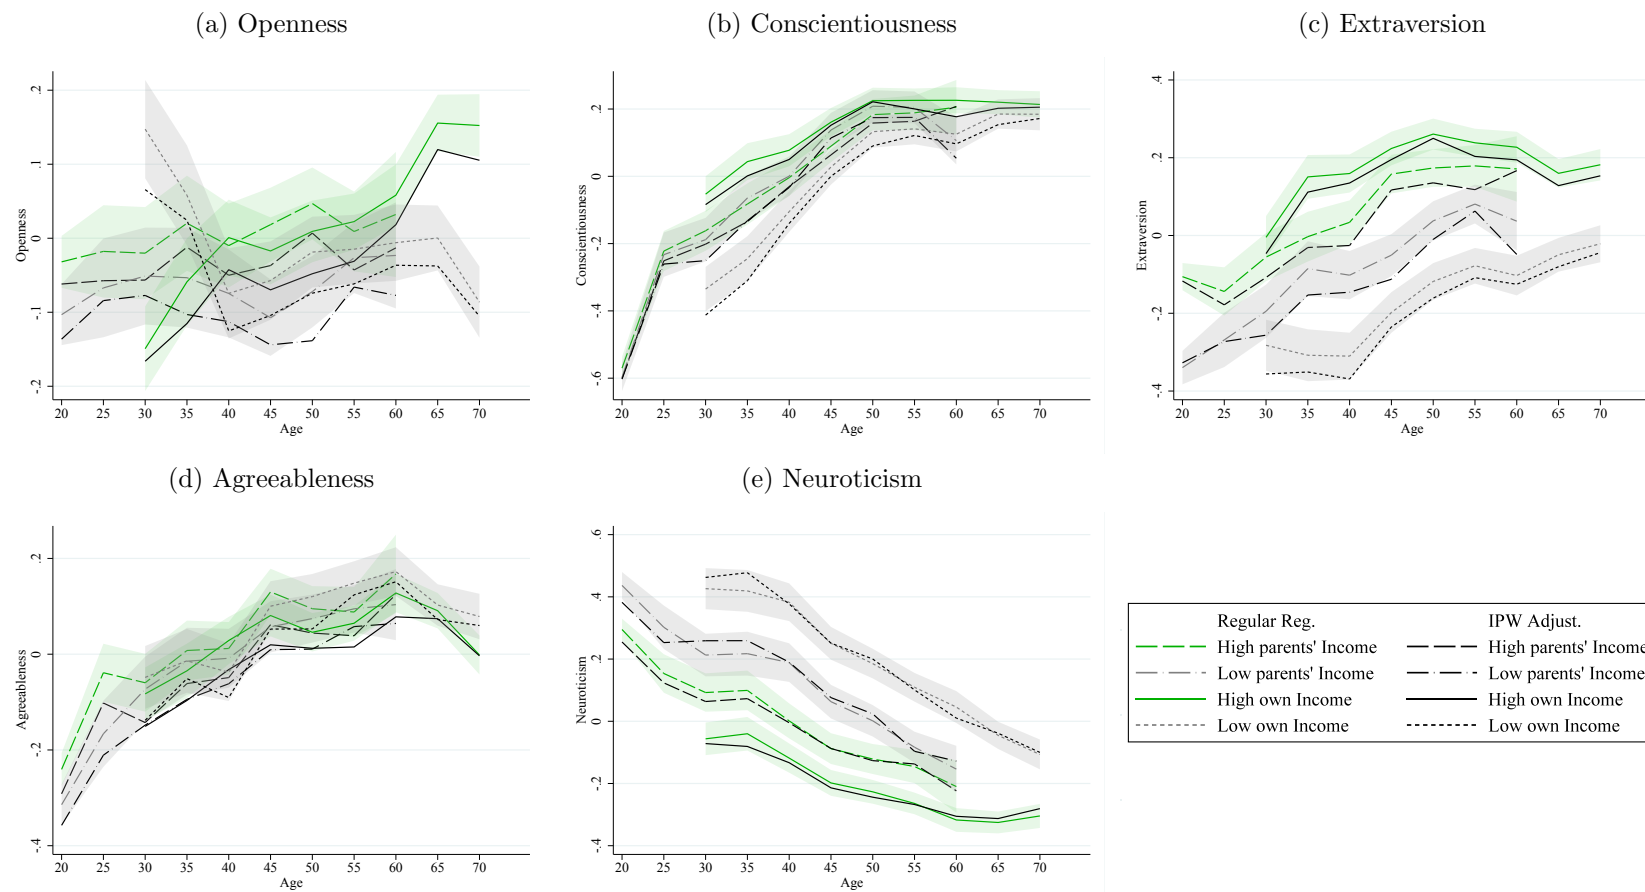 (a) Openness
(b) Conscientiousness
(c) Extraversion
Openness
.2
.1
0
-.1
-.2
20 25 30 35 40 45 50 55 60 65 70
Age
Conscientiousness
.2
0
-.2
-.4
-.6
20 25 30 35 40 45 50 55 60 65 70
Age
Extraversion
.4
.2
0
-.2
-.4
20 25 30 35 40 45 50 55 60 65 70
Age
(d) Agreeableness
(e) Neuroticism
Agreeableness
.2
0
-.2
-.4
20 25 30 35 40 45 50 55 60 65 70
Age
Neuroticism
.6
.4
.2
0
-.2
-.4
20 25 30 35 40 45 50 55 60 65 70
Age
Regular Reg. IPW Adjust.
High parents' Income High parents' Income
Low parents' Income Low parents' Income
High own Income High own Income
Low own Income Low own Income